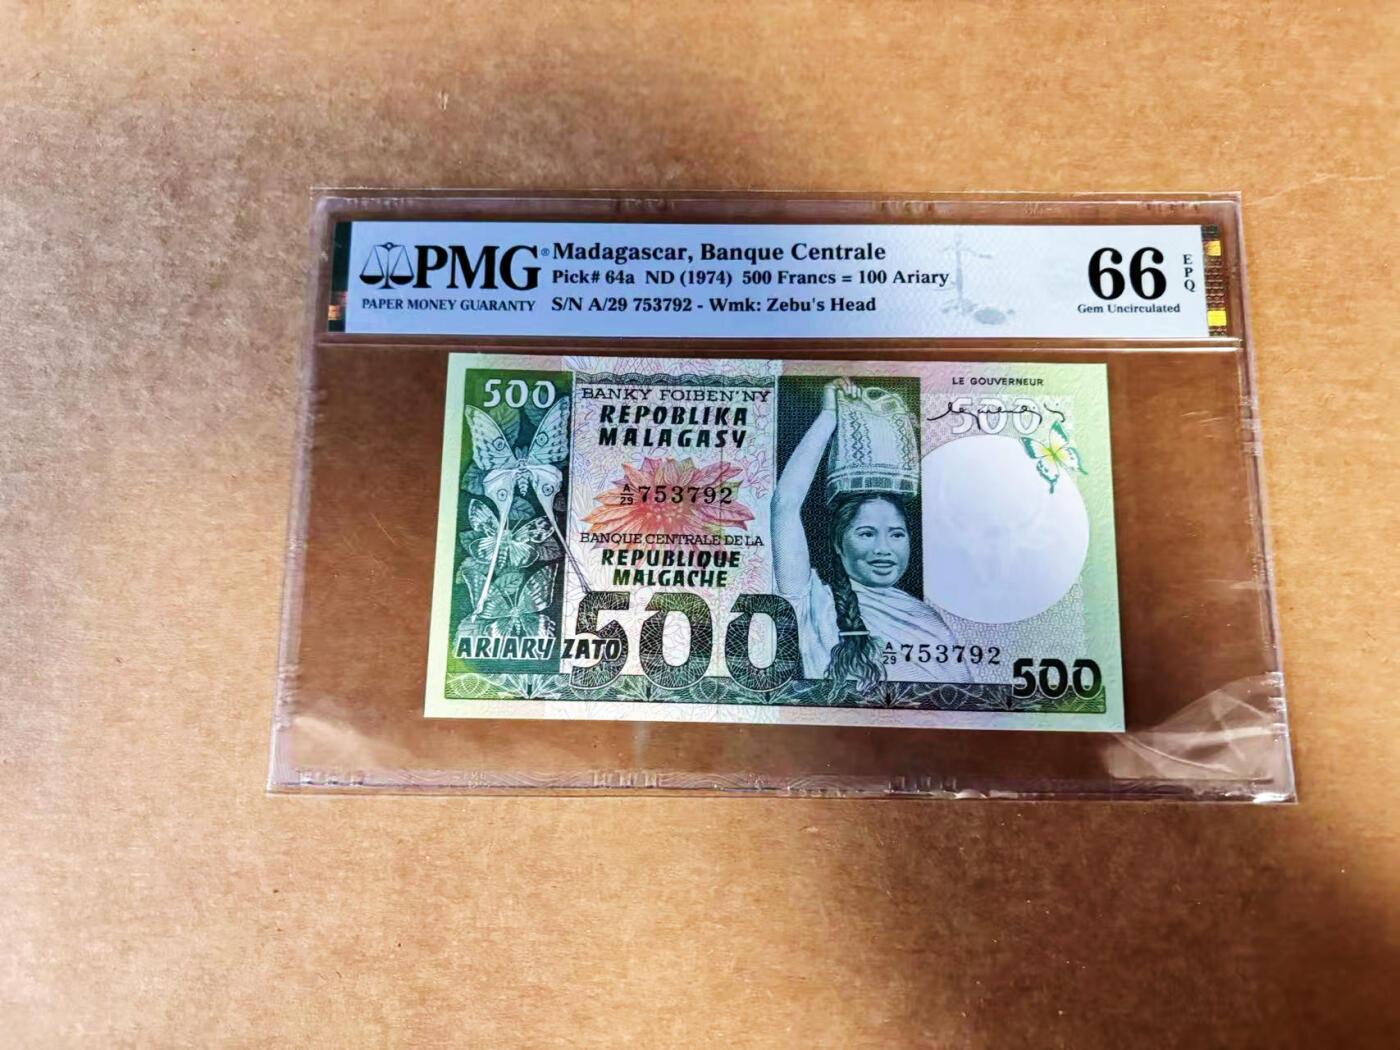 PMG®
PAPER MONEY GUARANTY
Madagascar, Banque Centrale
Pick# 64a ND (1974) 500 Francs = 100 Ariary
S/N A/29 753792 - Wmk: Zebu's Head
66
EPQ
Gem Uncirculated
500
BANKY FOIBEN'NY
REPOBLIKA
MALAGASY
A/29 753792
BANQUE CENTRALE DE LA
REPUBLIQUE
MALGACHE
500
ARIARY ZATO
LE GOUVERNEUR
500
A/29 753792
500